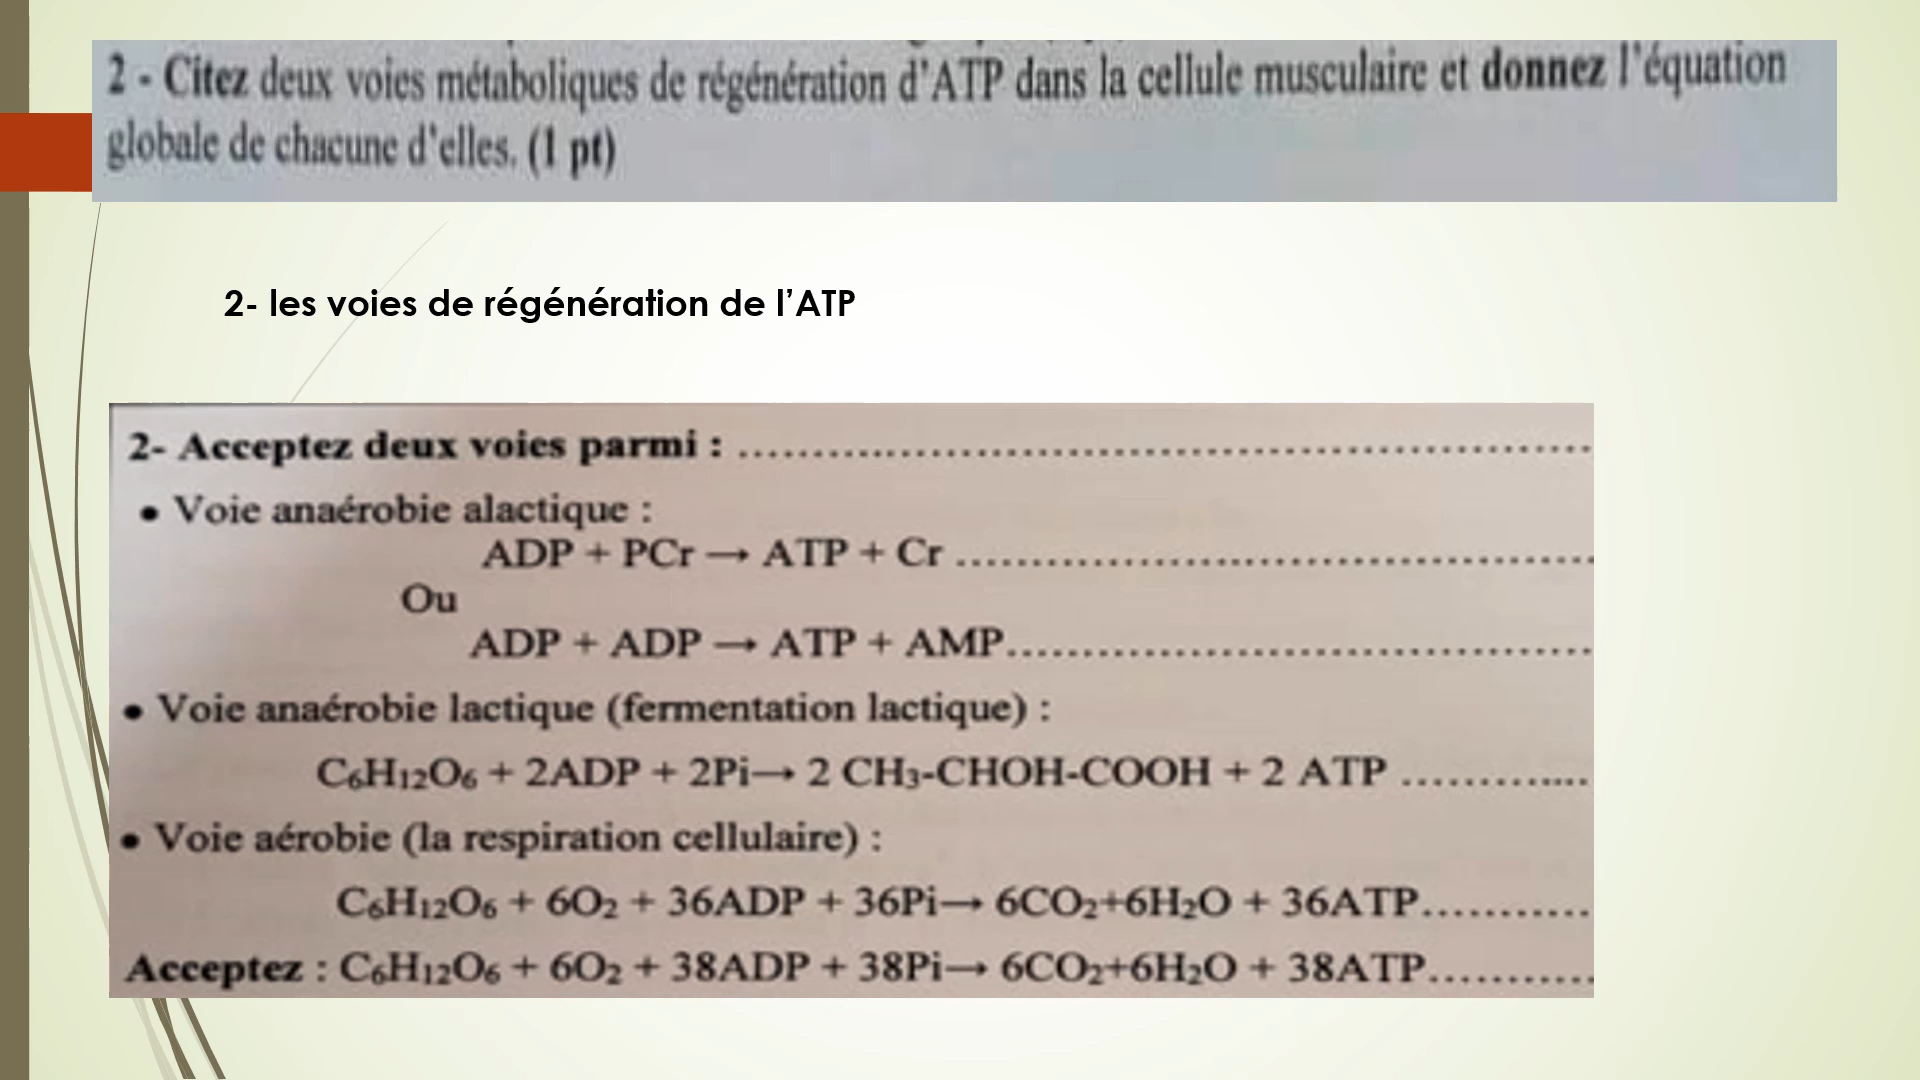 2 - Citez deux voies métaboliques de régénération d'ATP dans la cellule musculaire et donnez l'équation
globale de chacune d'elles. (1 pt)
2- les voies de régénération de l'ATP
2- Acceptez deux voies parmi : ..........................................................
• Voie anaérobie alactique :
ADP + PCr → ATP + Cr ...........................................
Ou
ADP + ADP → ATP + AMP.......................................
• Voie anaérobie lactique (fermentation lactique) :
C₆H₁₂O₆ + 2ADP + 2Pi→ 2 CH₃-CHOH-COOH + 2 ATP .............
• Voie aérobie (la respiration cellulaire) :
C₆H₁₂O₆ + 6O₂ + 36ADP + 36Pi→ 6CO₂+6H₂O + 36ATP...........
Acceptez : C₆H₁₂O₆ + 6O₂ + 38ADP + 38Pi→ 6CO₂+6H₂O + 38ATP...........